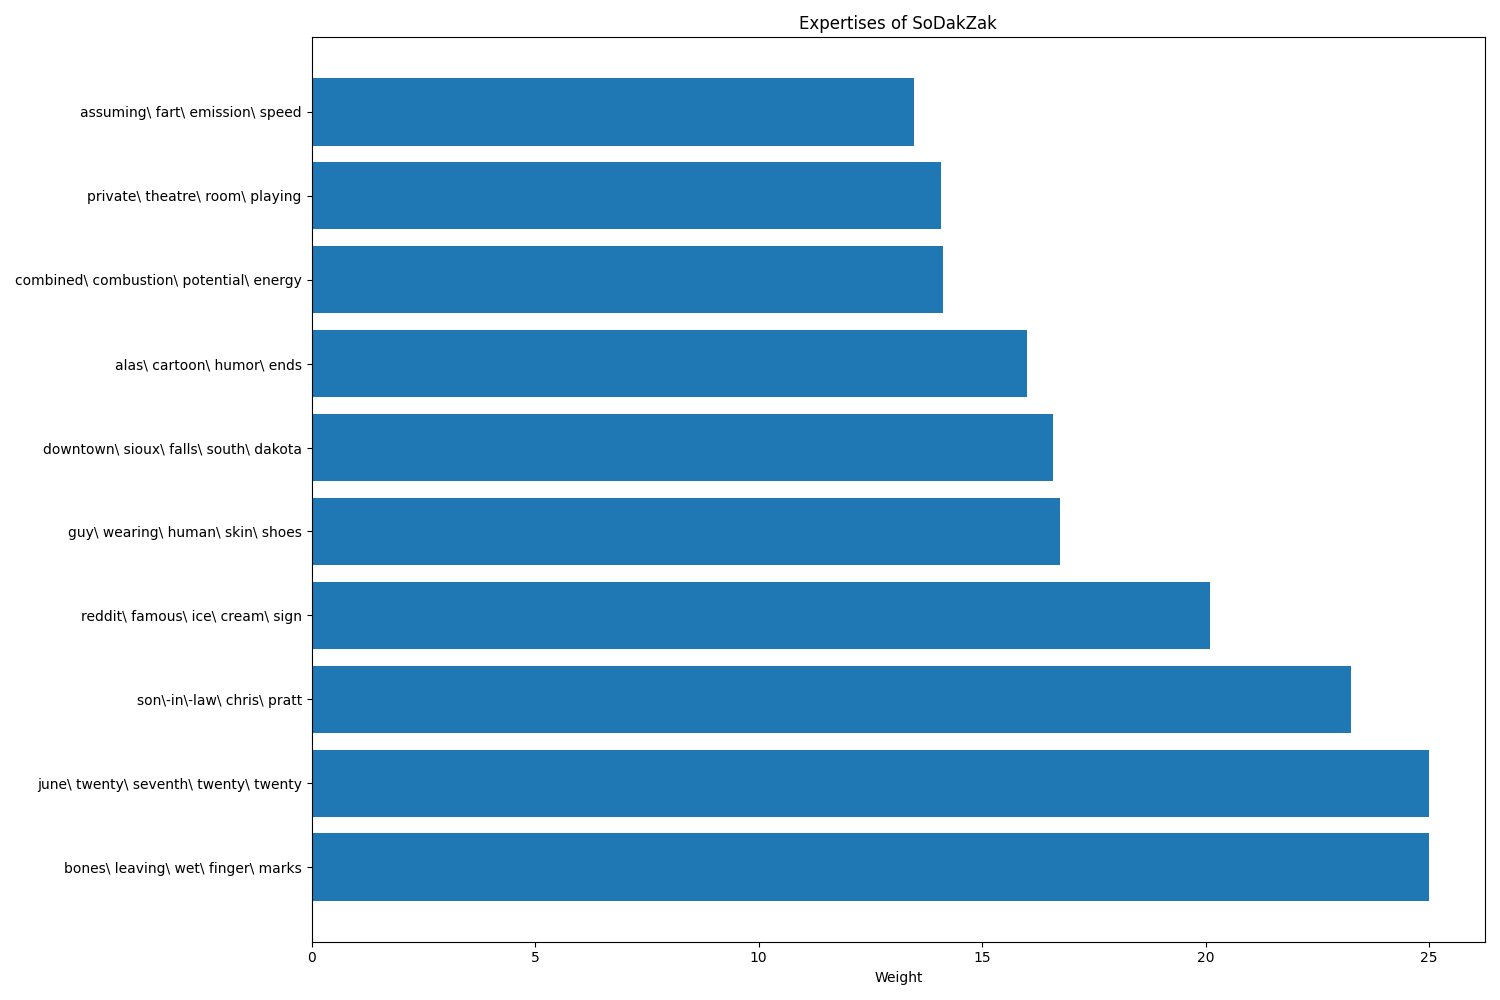 Expertises of SoDakZak
assuming\ fart\ emission\ speed
private\ theatre\ room\ playing
combined\ combustion\ potential\ energy
alas\ cartoon\ humor\ ends
downtown\ sioux\ falls\ south\ dakota
guy\ wearing\ human\ skin\ shoes
reddit\ famous\ ice\ cream\ sign
son\-in\-law\ chris\ pratt
june\ twenty\ seventh\ twenty\ twenty
bones\ leaving\ wet\ finger\ marks
0 5 10 15 20 25
Weight